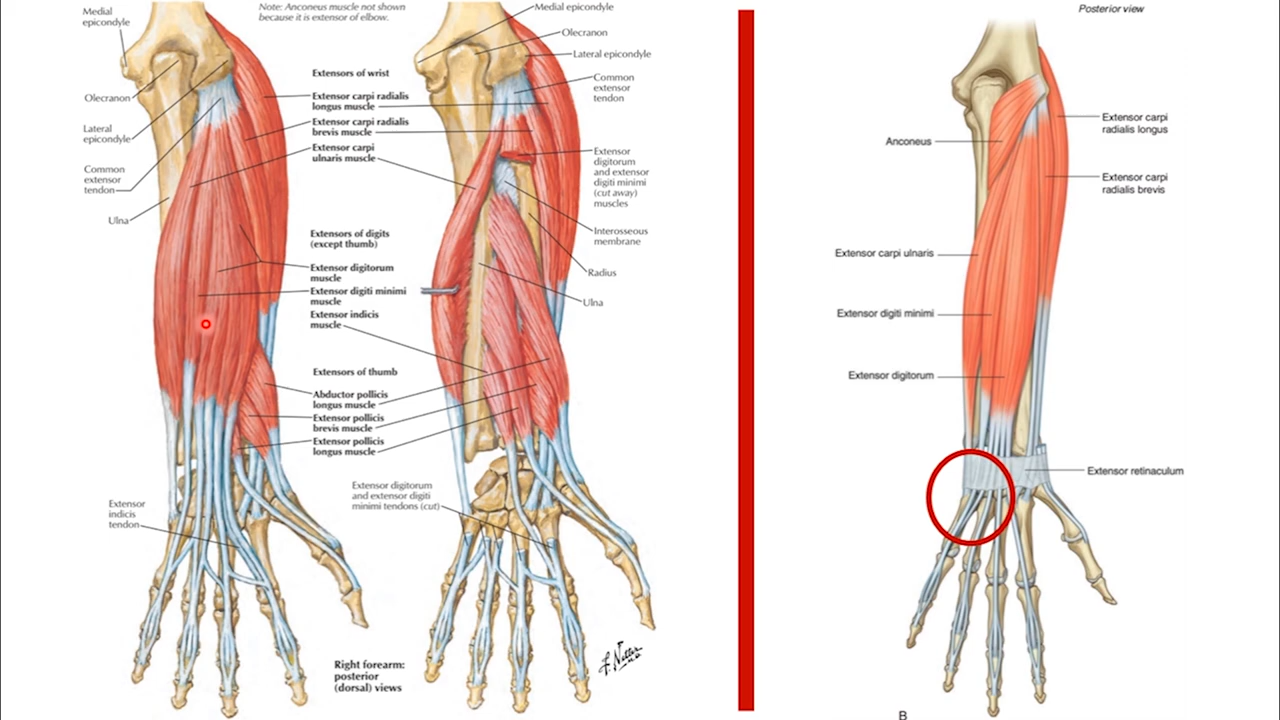 Medial
epicondyle
Note: Anconeus muscle not shown
because it is extensor of elbow.
Olecranon
Lateral
epicondyle
Common
extensor
tendon
Ulna
Extensor
indicis
tendon
Extensors of wrist
Extensor carpi radialis
longus muscle
Extensor carpi radialis
brevis muscle
Extensor carpi
ulnaris muscle
Extensors of digits
(except thumb)
Extensor digitorum
muscle
Extensor digiti minimi
muscle
Extensor indicis
muscle
Extensors of thumb
Abductor pollicis
longus muscle
Extensor pollicis
brevis muscle
Extensor pollicis
longus muscle
Extensor digitorum
and extensor digiti
minimi tendons (cut)
Right forearm:
posterior
(dorsal) views
Medial epicondyle
Olecranon
Lateral epicondyle
Common
extensor
tendon
Extensor
digitorum
and extensor
digiti minimi
(cut away)
muscles
Interosseous
membrane
Radius
Ulna
F. Netter
M.D.
Posterior view
Anconeus
Extensor carpi ulnaris
Extensor digiti minimi
Extensor digitorum
Extensor carpi
radialis longus
Extensor carpi
radialis brevis
Extensor retinaculum
B